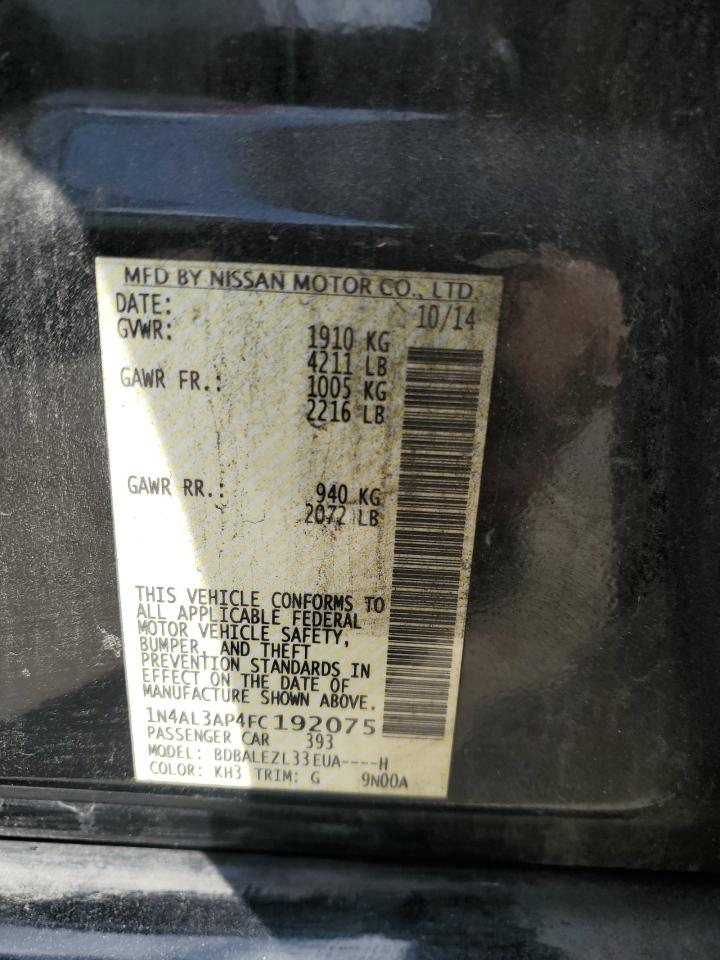 MFD BY NISSAN MOTOR CO., LTD.
DATE: 10/14
GVWR: 1910 KG
4211 LB
GAWR FR.: 1005 KG
2216 LB
GAWR RR.: 940 KG
2072 LB
THIS VEHICLE CONFORMS TO
ALL APPLICABLE FEDERAL
MOTOR VEHICLE SAFETY,
BUMPER, AND THEFT
PREVENTION STANDARDS IN
EFFECT ON THE DATE OF
MANUFACTURE SHOWN ABOVE.
1N4AL3AP4FC192075
PASSENGER CAR 393
MODEL: BDBALEZL33EUA----H
COLOR: KH3 TRIM: G 9N00A